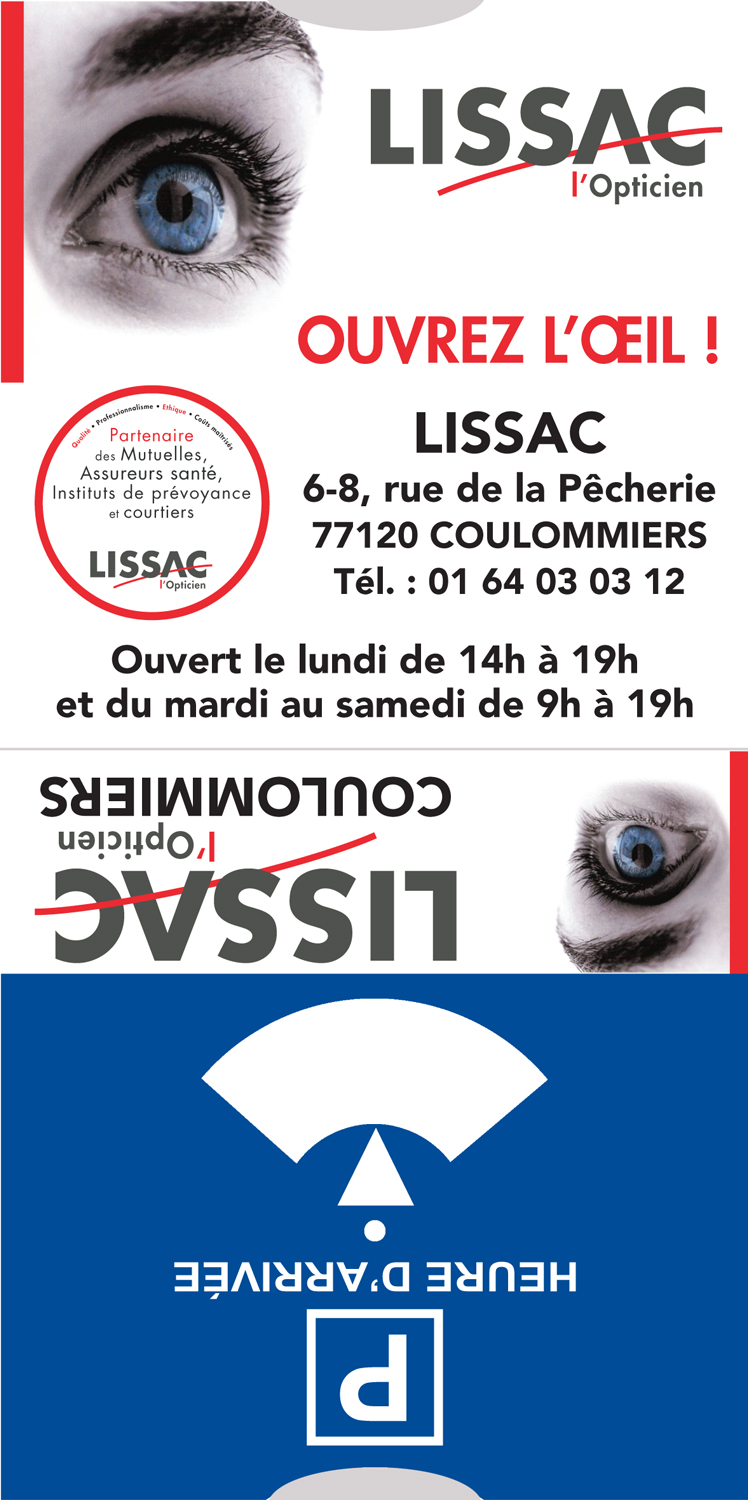 LISSAC
l'Opticien
OUVREZ L'ŒIL !
Qualité • Professionnalisme • Ethique • Coûts maîtrisés
Partenaire
des Mutuelles,
Assureurs santé,
Instituts de prévoyance
et courtiers
LISSAC
l'Opticien
LISSAC
6-8, rue de la Pêcherie
77120 COULOMMIERS
Tél. : 01 64 03 03 12
Ouvert le lundi de 14h à 19h
et du mardi au samedi de 9h à 19h
P
HEURE D'ARRIVÉE
LISSAC
l'Opticien
COULOMMIERS